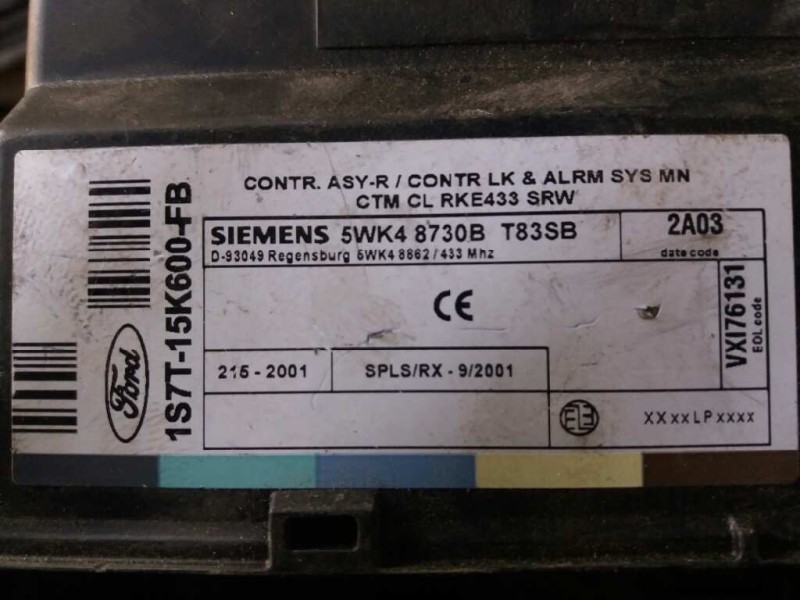 CONTR. ASY-R / CONTR LK & ALRM SYS MN
CTM CL RKE433 SRW
SIEMENS 5WK4 8730B T83SB
D-93049 Regensburg 5WK4 8862 / 433 Mhz
2A03
date code
VXI76131
EOL code
CE
215 - 2001
SPLS/RX - 9/2001
XXxxLPxxxx
Ford
1S7T-15K600-FB